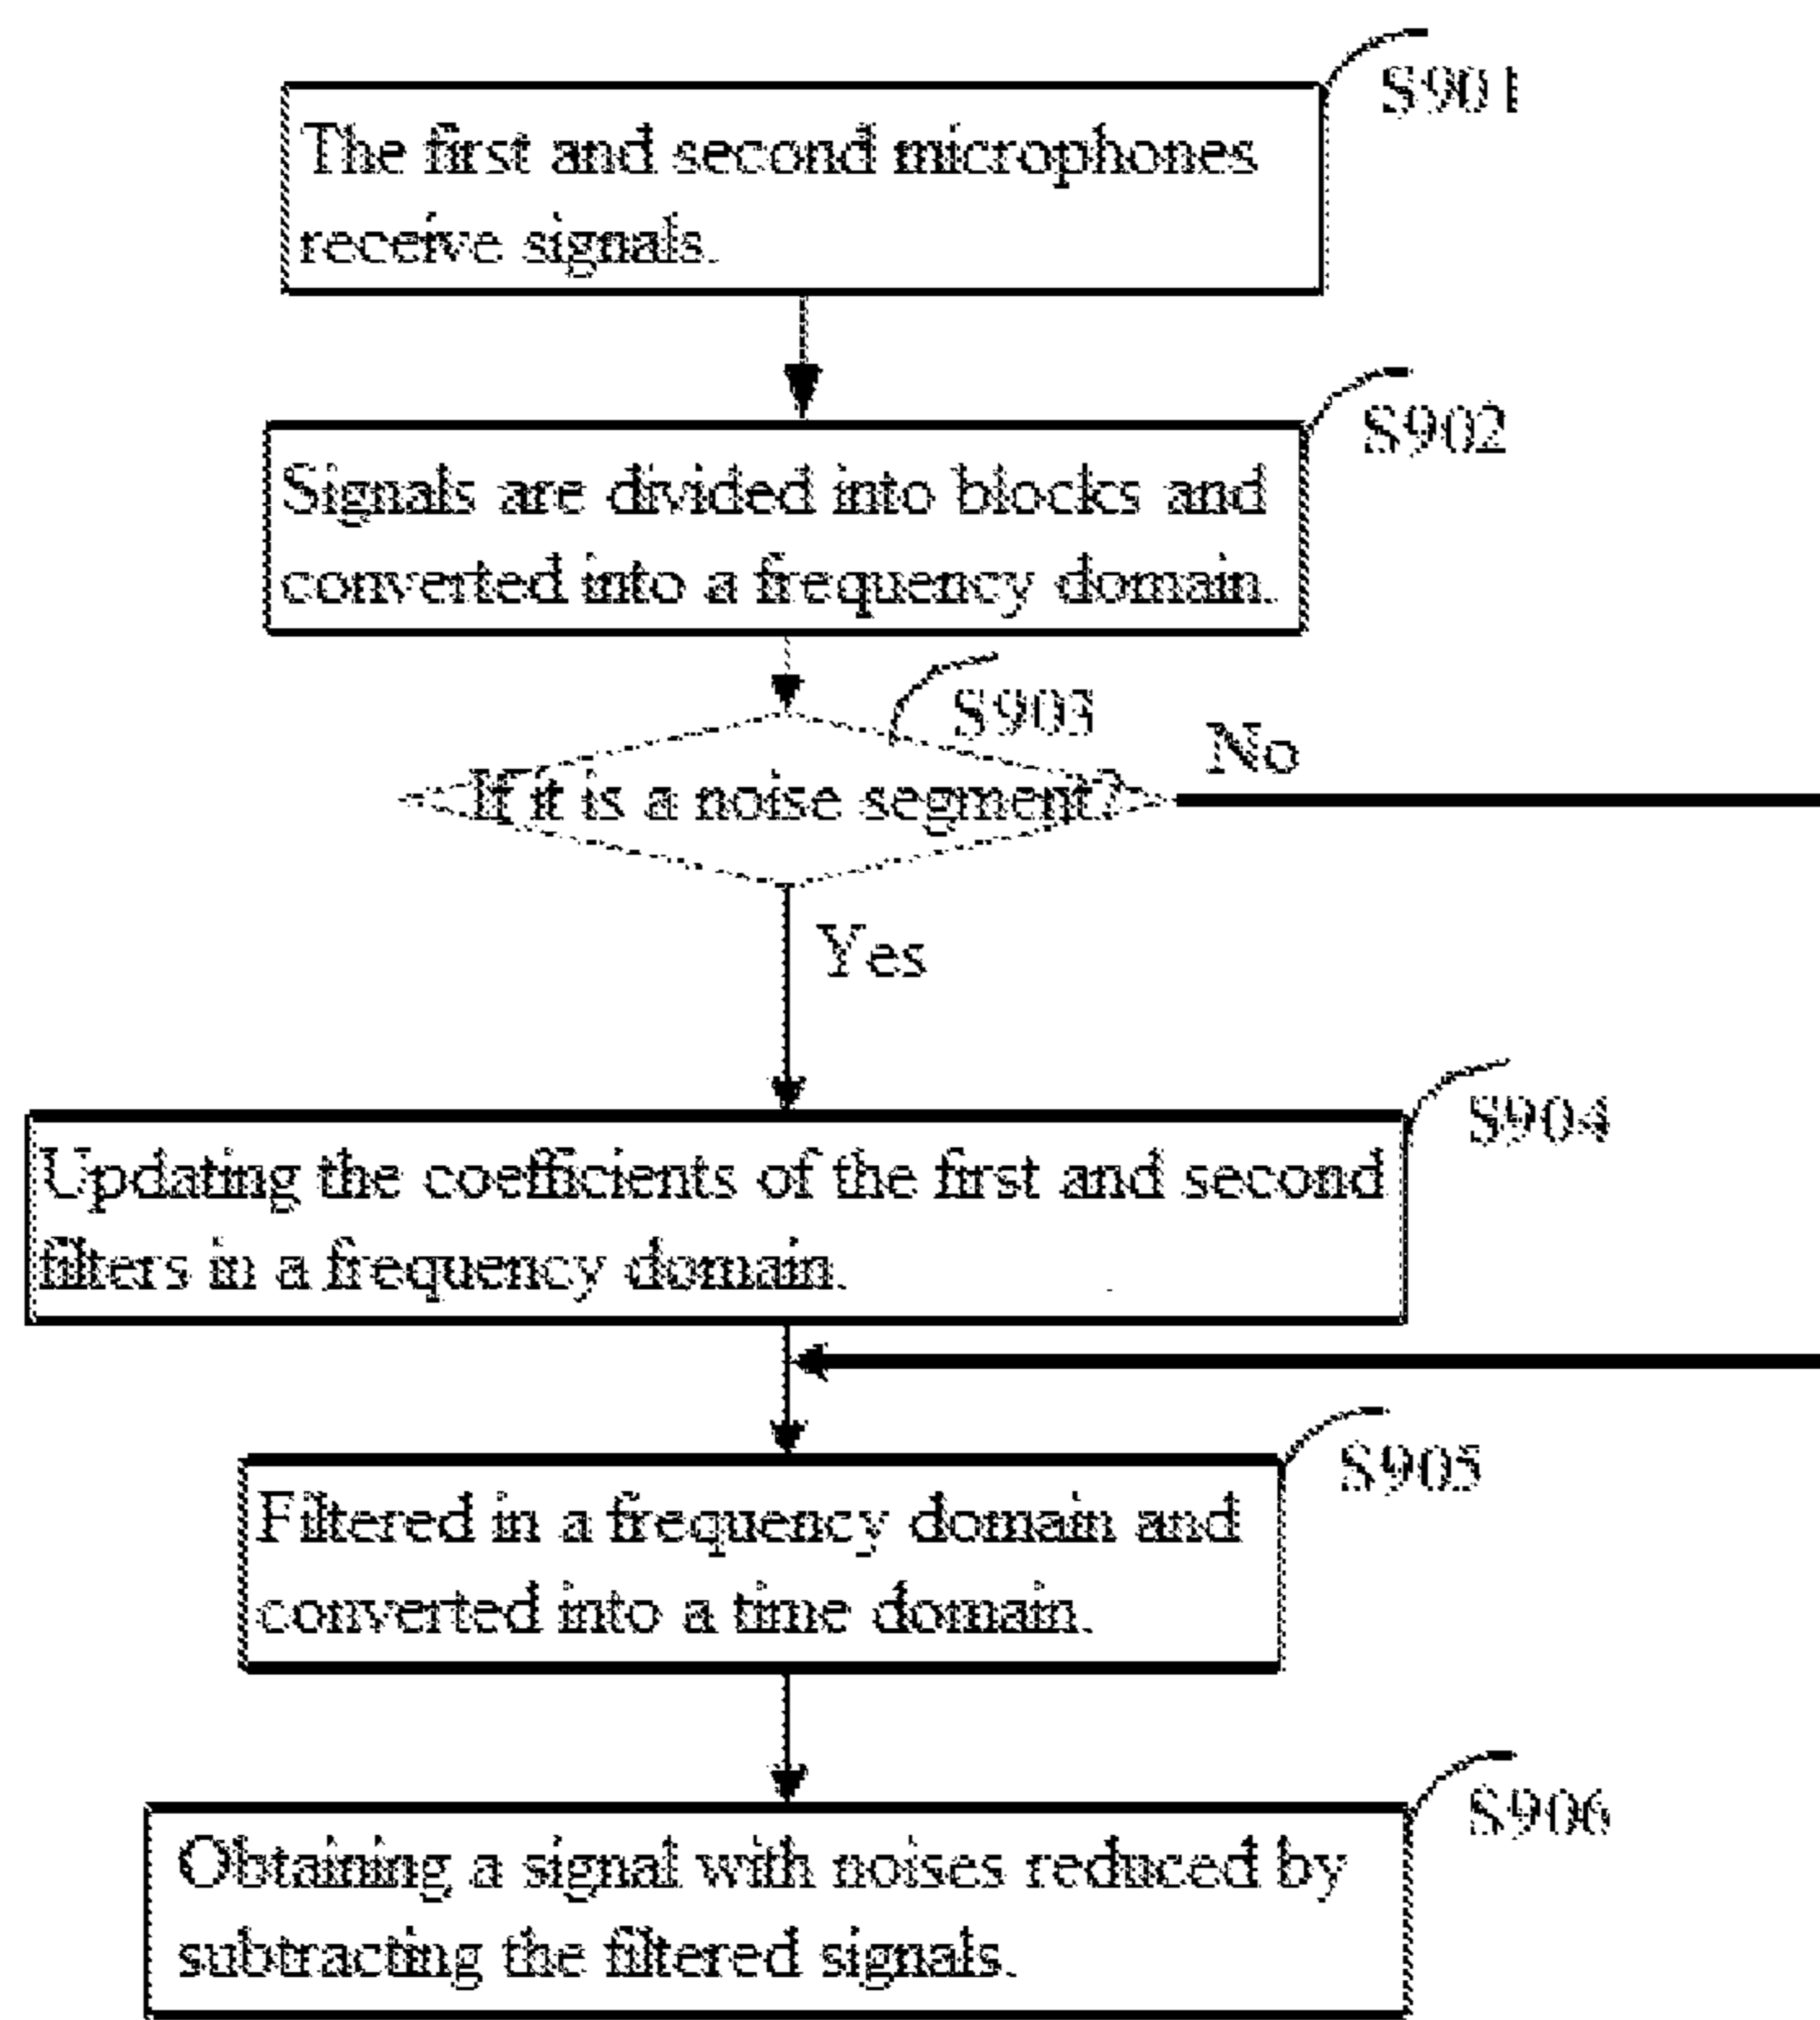 S901
The first and second microphones
receive signals.
S902
Signals are divided into blocks and
converted into a frequency domain.
S903
If it is a noise segment?
No
Yes
S904
Updating the coefficients of the first and second
filters in a frequency domain.
S905
Filtered in a frequency domain and
converted into a time domain.
S906
Obtaining a signal with noises reduced by
subtracting the filtered signals.